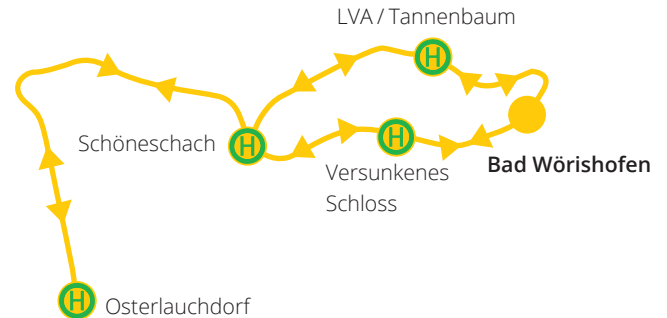 LVA / Tannenbaum
H
H
Schöneschach
H
Versunkenes
Schloss
Bad Wörishofen
H
Osterlauchdorf